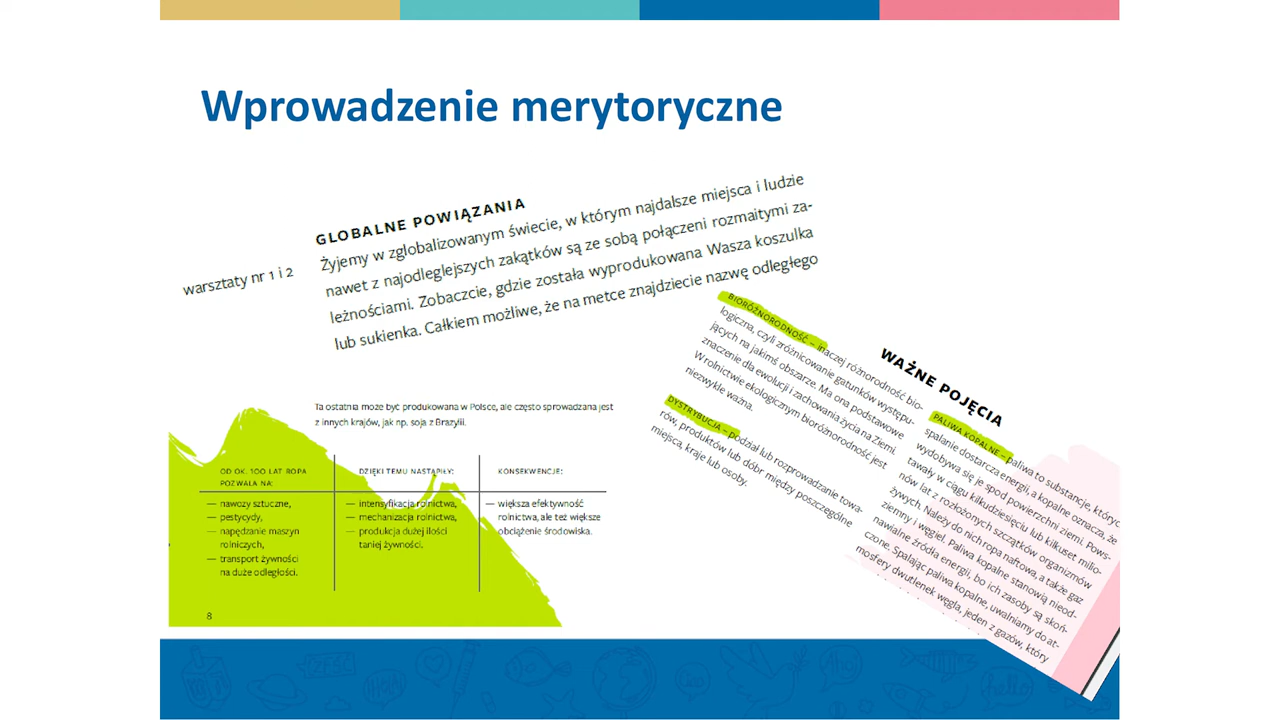 Wprowadzenie merytoryczne
warsztaty nr 1 i 2
GLOBALNE POWIĄZANIA
Żyjemy w zglobalizowanym świecie, w którym najdalsze miejsca i ludzie
nawet z najodleglejszych zakątków są ze sobą połączeni rozmaitymi za-
leżnościami. Zobaczcie, gdzie została wyprodukowana Wasza koszulka
lub sukienka. Całkiem możliwe, że na metce znajdziecie nazwę odległego
Ta ostatnia może być produkowana w Polsce, ale często sprowadzana jest
z innych krajów, jak np. soja z Brazylii.
OD OK. 100 LAT ROPA
POZWALA NA:
— nawozy sztuczne,
— pestycydy,
— napędzanie maszyn
rolniczych,
— transport żywności
na duże odległości.
DZIĘKI TEMU NASTĄPIŁY:
— intensyfikacja rolnictwa,
— mechanizacja rolnictwa,
— produkcja dużej ilości
taniej żywności.
KONSEKWENCJE:
— większa efektywność
rolnictwa, ale też większe
obciążenie środowiska.
8
WAŻNE POJĘCIA
BIORÓŻNORODNOŚĆ – inaczej różnorodność bio-
logiczna, czyli zróżnicowanie gatunków występu-
jących na jakimś obszarze. Ma ona podstawowe
znaczenie dla ewolucji i zachowania życia na Ziemi.
W rolnictwie ekologicznym bioróżnorodność jest
niezwykle ważna.
DYSTRYBUCJA – podział lub rozprowadzanie towa-
rów, produktów lub dóbr między poszczególne
miejsca, kraje lub osoby.
PALIWA KOPALNE – paliwa to substancje, których
spalanie dostarcza energii, a kopalne oznacza, że
wydobywa się je spod powierzchni ziemi. Pows-
tawały w ciągu kilkudziesięciu lub kilkuset milio-
nów lat z rozłożonych szczątków organizmów
żywych. Należy do nich ropa naftowa, a także gaz
ziemny i węgiel. Paliwa kopalne stanowią nieod-
nawialne źródła energii, bo ich zasoby są skoń-
czone. Spalając paliwa kopalne, uwalniamy do at-
mosfery dwutlenek węgla, jeden z gazów, który
hello